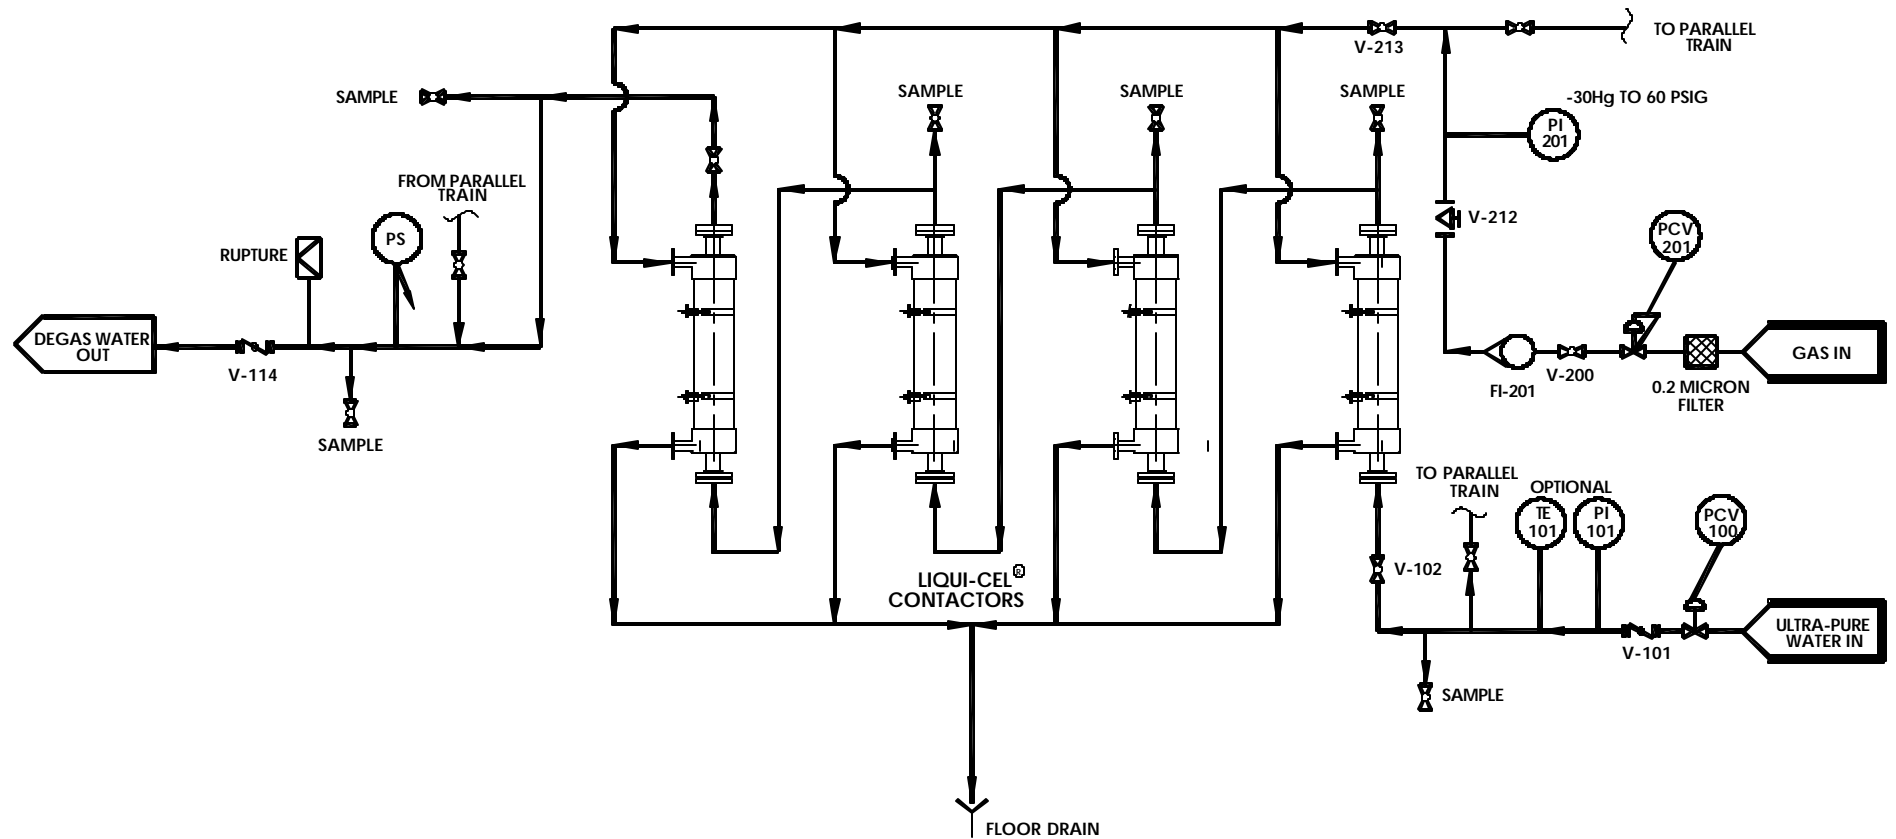 V-213
TO PARALLEL
TRAIN
SAMPLE
SAMPLE
SAMPLE
SAMPLE
-30Hg TO 60 PSIG
PI
201
FROM PARALLEL
TRAIN
V-212
PCV
201
RUPTURE
PS
DEGAS WATER
OUT
V-114
SAMPLE
GAS IN
FI-201
V-200
0.2 MICRON
FILTER
TO PARALLEL
TRAIN
OPTIONAL
TE
101
PI
101
PCV
100
V-102
LIQUI-CEL®
CONTACTORS
ULTRA-PURE
WATER IN
V-101
SAMPLE
FLOOR DRAIN